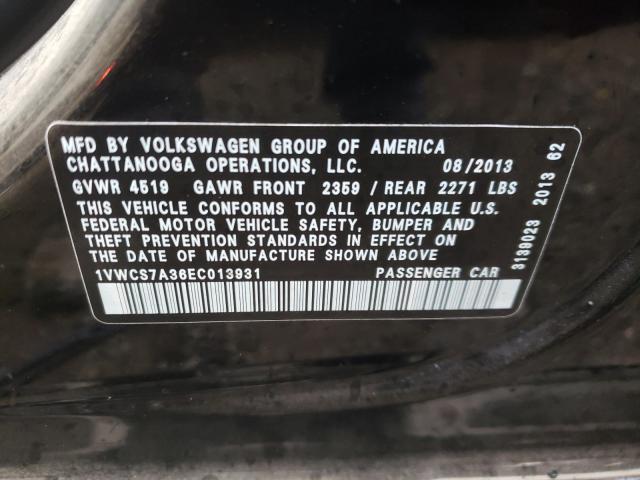 MFD BY VOLKSWAGEN GROUP OF AMERICA
CHATTANOOGA OPERATIONS, LLC. 08/2013
GVWR 4519 GAWR FRONT 2359 / REAR 2271 LBS
THIS VEHICLE CONFORMS TO ALL APPLICABLE U.S.
FEDERAL MOTOR VEHICLE SAFETY, BUMPER AND
THEFT PREVENTION STANDARDS IN EFFECT ON
THE DATE OF MANUFACTURE SHOWN ABOVE
1VWCS7A36EC013931 PASSENGER CAR
3139023 2013 62